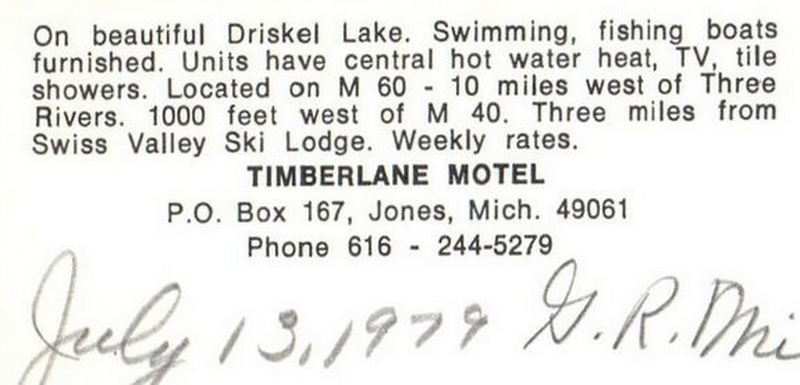 On beautiful Driskel Lake. Swimming, fishing boats
furnished. Units have central hot water heat, TV, tile
showers. Located on M 60 - 10 miles west of Three
Rivers. 1000 feet west of M 40. Three miles from
Swiss Valley Ski Lodge. Weekly rates.
TIMBERLANE MOTEL
P.O. Box 167, Jones, Mich. 49061
Phone 616 - 244-5279
July 13, 1979 G. R.